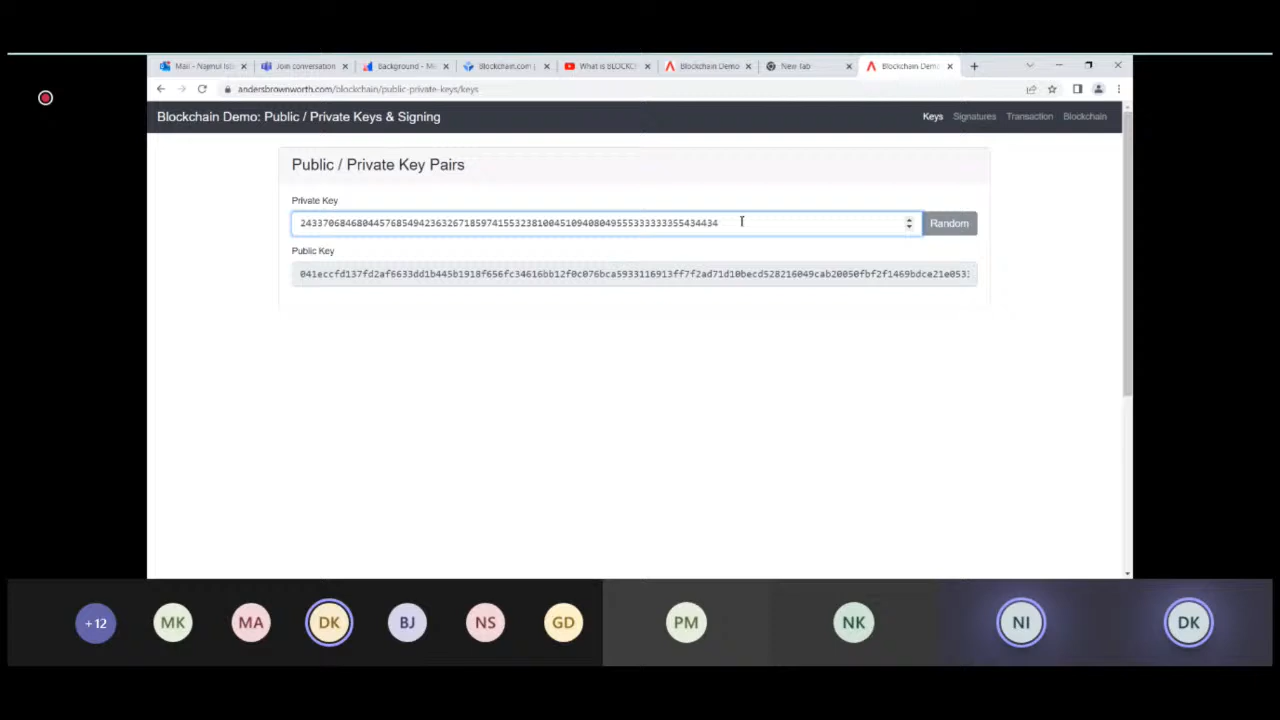 Mail - Najmul Isl
Join conversation
Background - Mi
Blockchain.com |
What is BLOCKC
Blockchain Demo
New Tab
Blockchain Dem
andersbrownworth.com/blockchain/public-private-keys/keys
Blockchain Demo: Public / Private Keys & Signing
Keys Signatures Transaction Blockchain
Public / Private Key Pairs
Private Key
Random
Public Key
+12 MK MA DK BJ NS GD PM NK NI DK